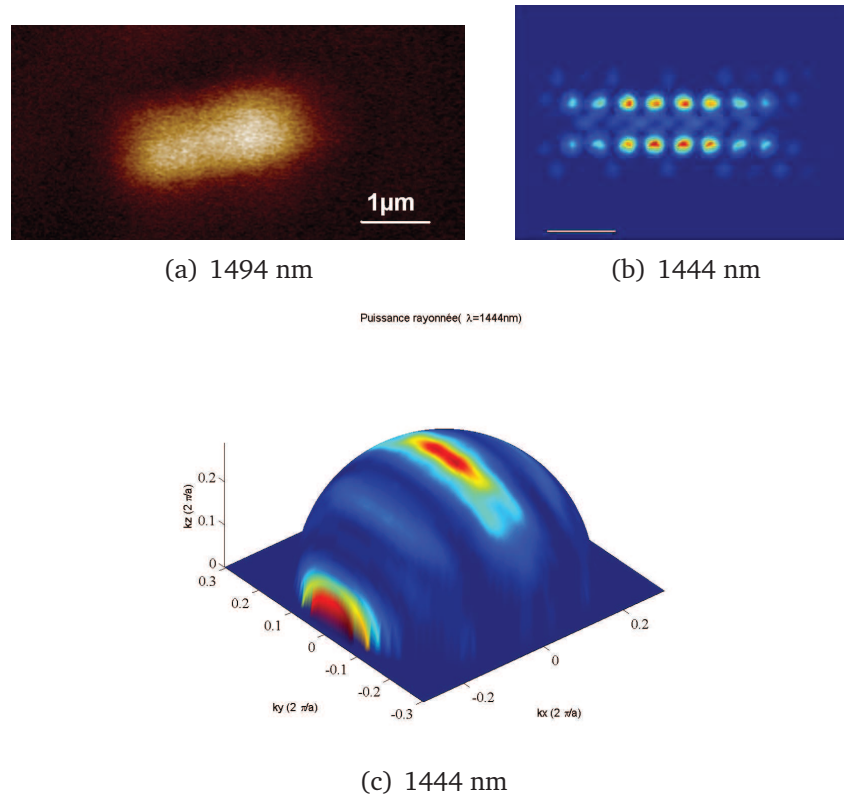 1µm
(a) 1494 nm
(b) 1444 nm
Puissance rayonnée( λ=1444nm)
kz (2 π/a)
0.2
0.1
0
0.3
0.2
0.1
0
-0.1
-0.2
-0.3
ky (2 π/a)
-0.2
0
0.2
kx (2 π/a)
(c) 1444 nm